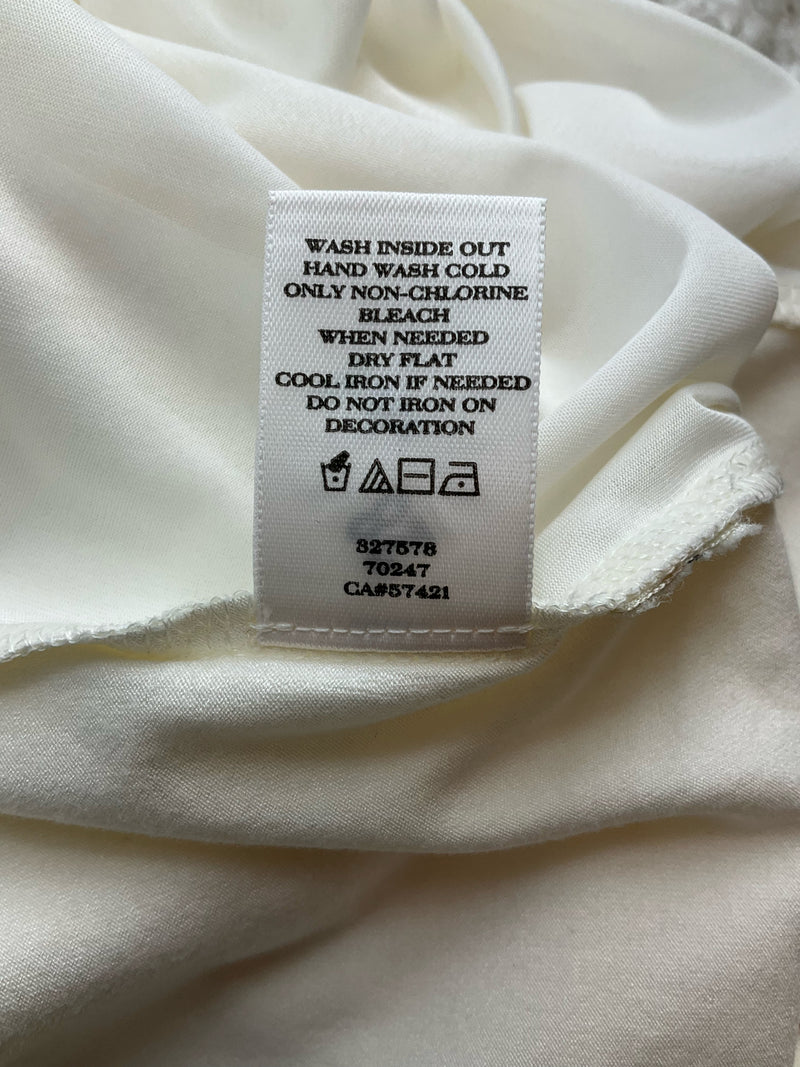 WASH INSIDE OUT
HAND WASH COLD
ONLY NON-CHLORINE
BLEACH
WHEN NEEDED
DRY FLAT
COOL IRON IF NEEDED
DO NOT IRON ON
DECORATION
327578
70247
CA#57421